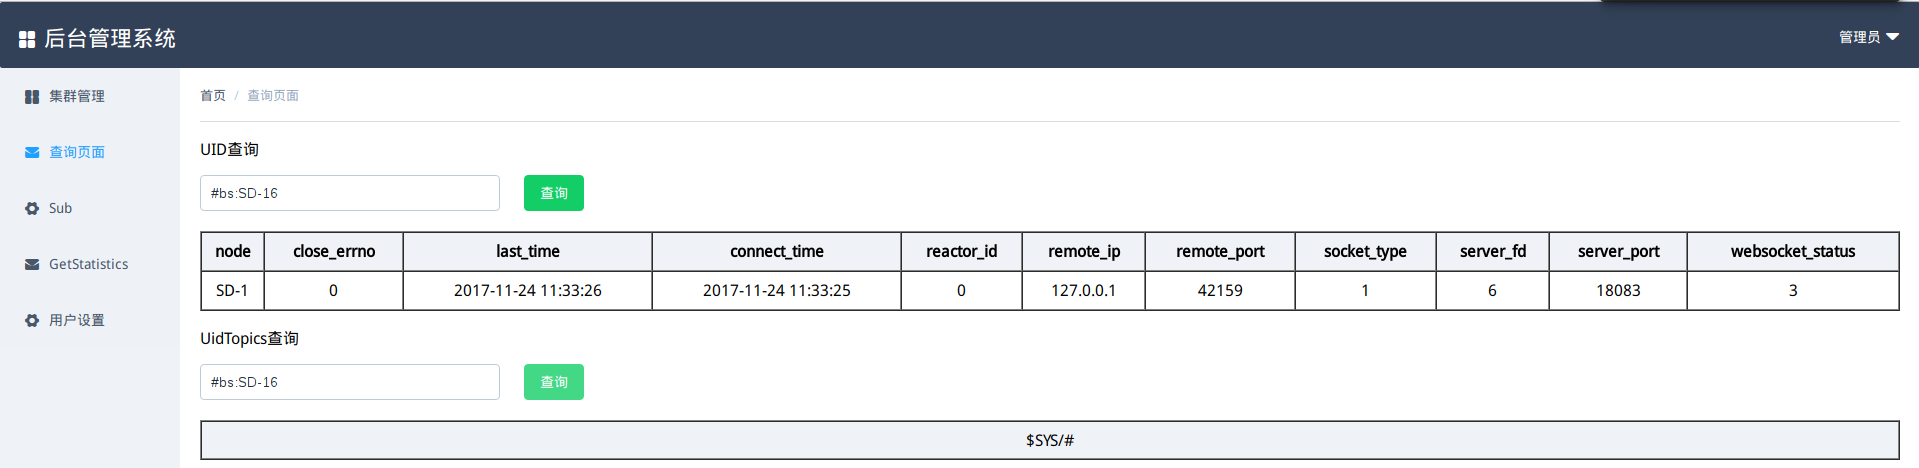 后台管理系统
管理员
集群管理
查询页面
Sub
GetStatistics
用户设置
首页 / 查询页面
UID查询
#bs:SD-16 查询
node close_errno last_time connect_time reactor_id remote_ip remote_port socket_type server_fd server_port websocket_status
SD-1 0 2017-11-24 11:33:26 2017-11-24 11:33:25 0 127.0.0.1 42159 1 6 18083 3
UidTopics查询
#bs:SD-16 查询
$SYS/#